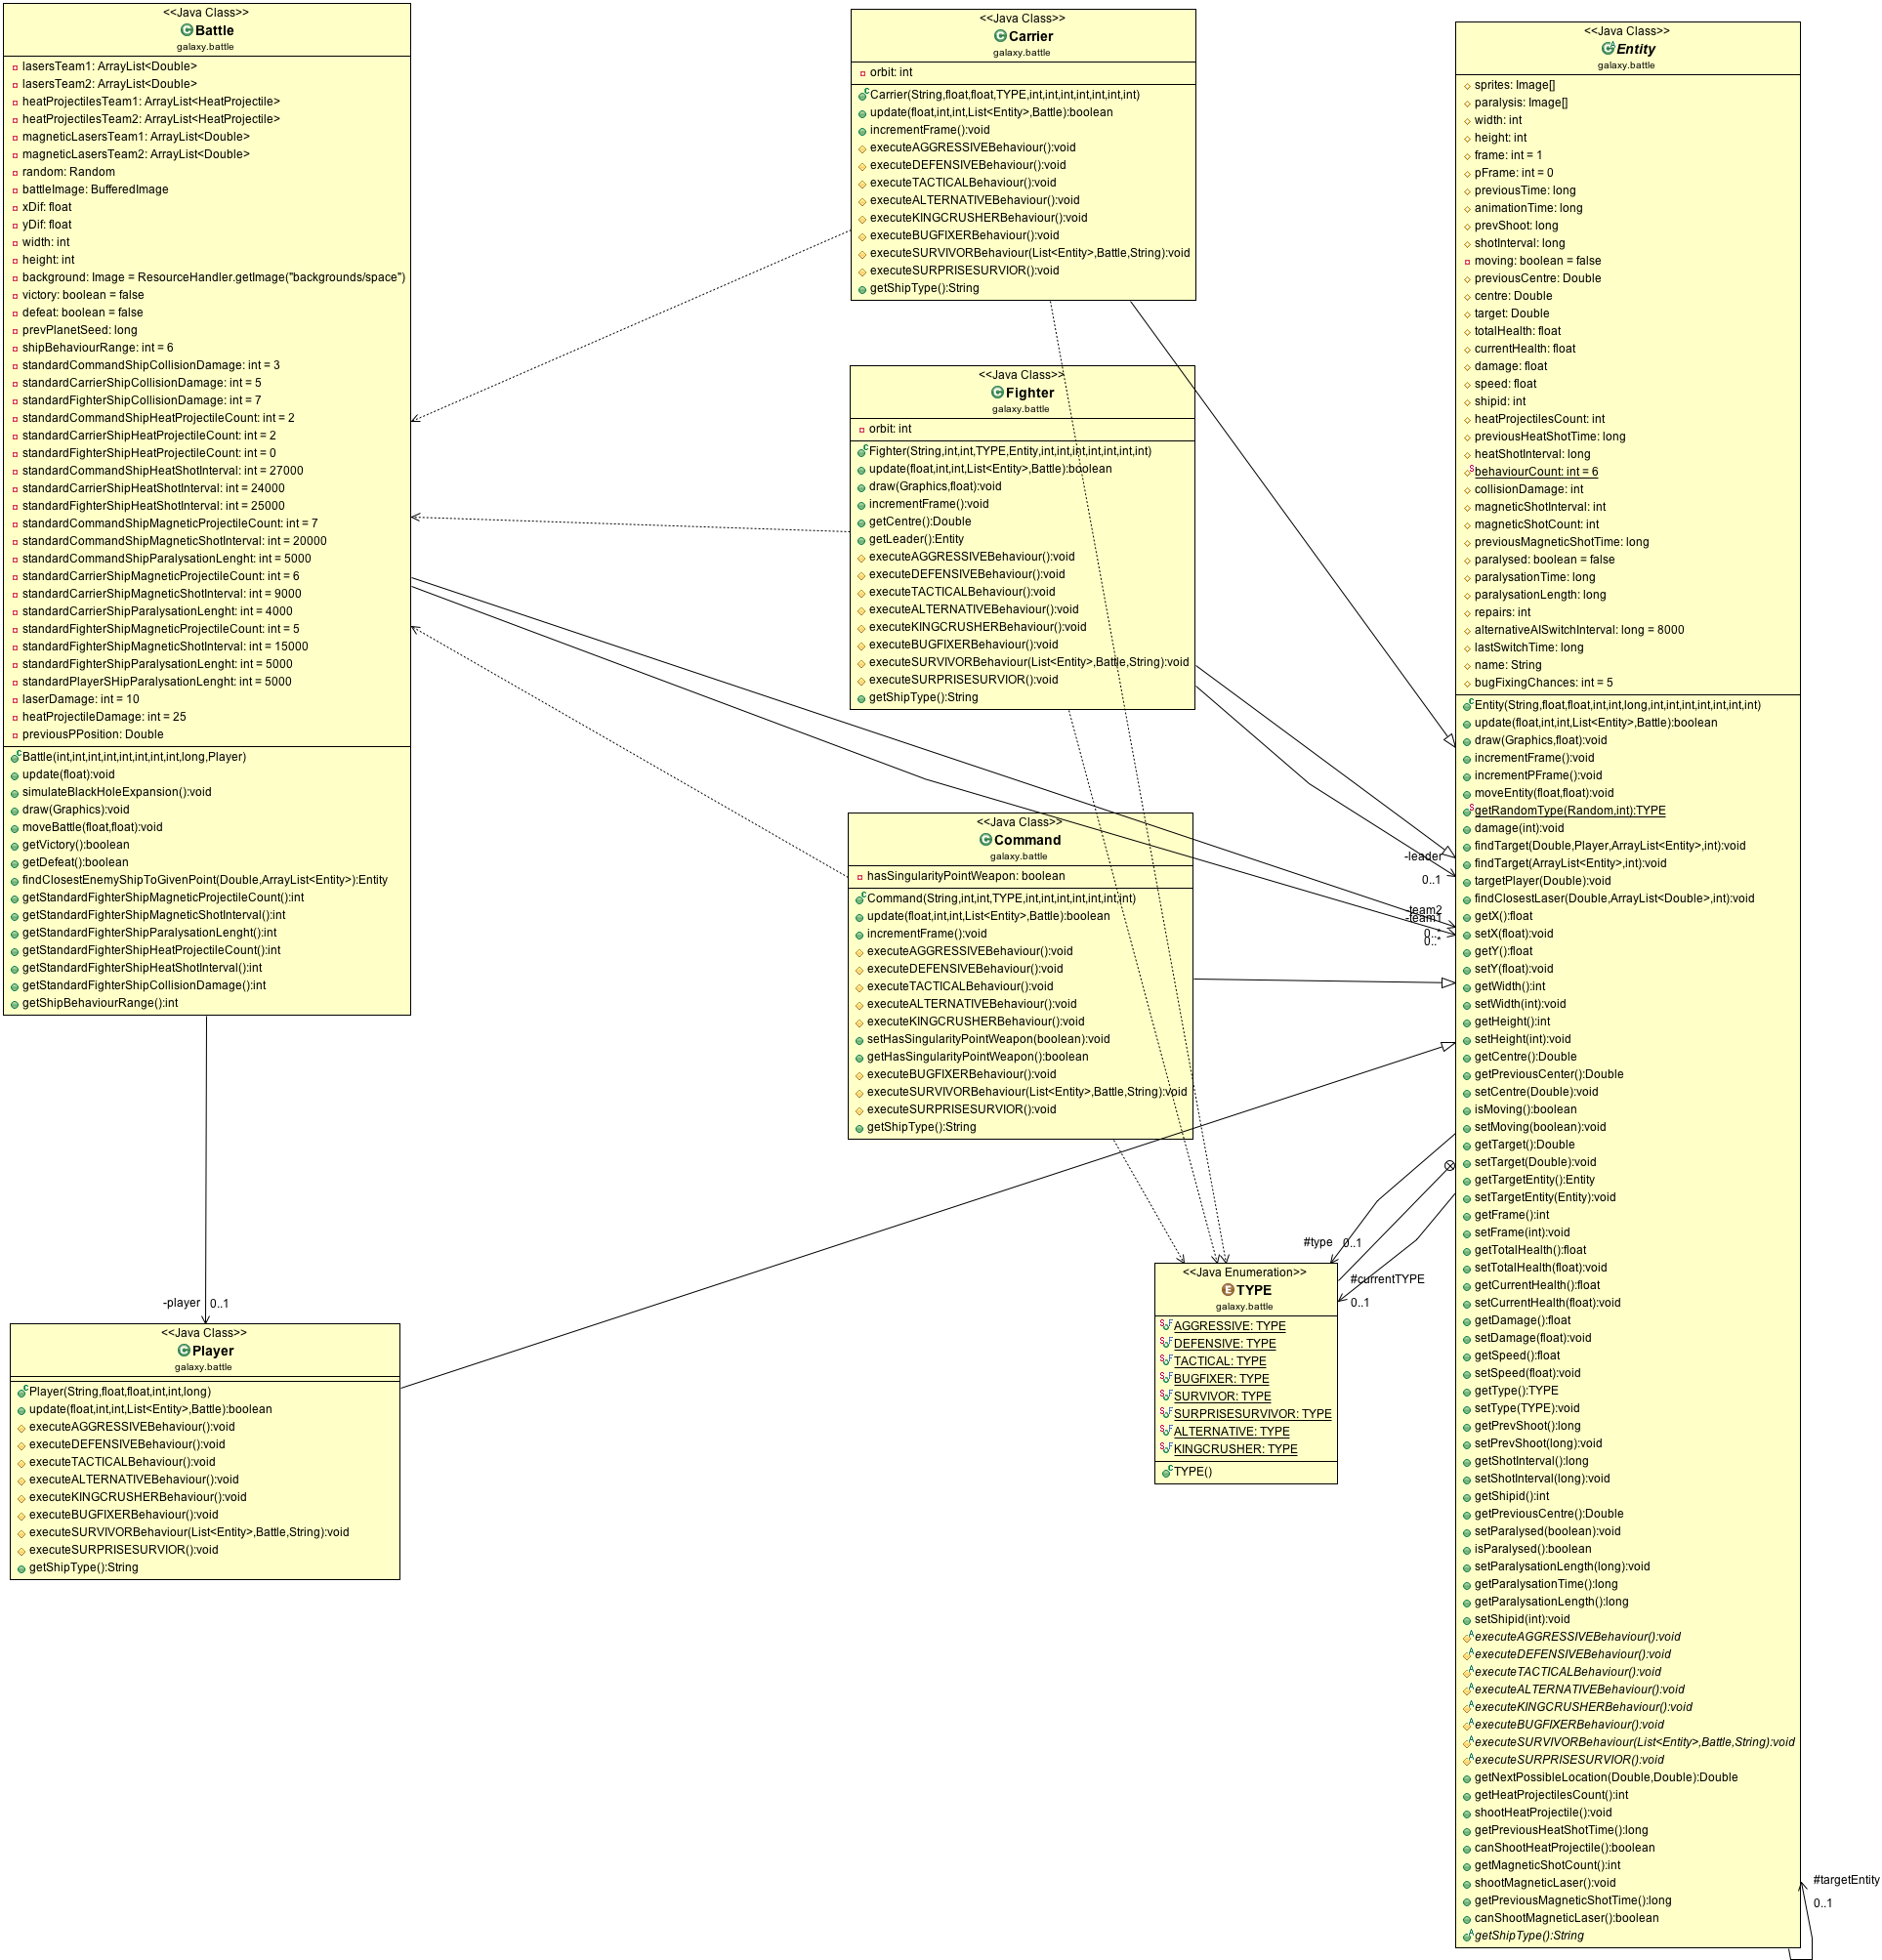 <<Java Class>>
Battle
galaxy.battle
lasersTeam1: ArrayList<Double>
lasersTeam2: ArrayList<Double>
heatProjectilesTeam1: ArrayList<HeatProjectile>
heatProjectilesTeam2: ArrayList<HeatProjectile>
magneticLasersTeam1: ArrayList<Double>
magneticLasersTeam2: ArrayList<Double>
random: Random
battleImage: BufferedImage
xDif: float
yDif: float
width: int
height: int
background: Image = ResourceHandler.getImage("backgrounds/space")
victory: boolean = false
defeat: boolean = false
prevPlanetSeed: long
shipBehaviourRange: int = 6
standardCommandShipCollisionDamage: int = 3
standardCarrierShipCollisionDamage: int = 5
standardFighterShipCollisionDamage: int = 7
standardCommandShipHeatProjectileCount: int = 2
standardCarrierShipHeatProjectileCount: int = 2
standardFighterShipHeatProjectileCount: int = 0
standardCommandShipHeatShotInterval: int = 27000
standardCarrierShipHeatShotInterval: int = 24000
standardFighterShipHeatShotInterval: int = 25000
standardCommandShipMagneticProjectileCount: int = 7
standardCommandShipMagneticShotInterval: int = 20000
standardCommandShipParalysationLenght: int = 5000
standardCarrierShipMagneticProjectileCount: int = 6
standardCarrierShipMagneticShotInterval: int = 9000
standardCarrierShipParalysationLenght: int = 4000
standardFighterShipMagneticProjectileCount: int = 5
standardFighterShipMagneticShotInterval: int = 15000
standardFighterShipParalysationLenght: int = 5000
standardPlayerSHipParalysationLenght: int = 5000
laserDamage: int = 10
heatProjectileDamage: int = 25
previousPPosition: Double
Battle(int,int,int,int,int,int,int,int,long,Player)
update(float):void
simulateBlackHoleExpansion():void
draw(Graphics):void
moveBattle(float,float):void
getVictory():boolean
getDefeat():boolean
findClosestEnemyShipToGivenPoint(Double,ArrayList<Entity>):Entity
getStandardFighterShipMagneticProjectileCount():int
getStandardFighterShipMagneticShotInterval():int
getStandardFighterShipParalysationLenght():int
getStandardFighterShipHeatProjectileCount():int
getStandardFighterShipHeatShotInterval():int
getStandardFighterShipCollisionDamage():int
getShipBehaviourRange():int
-player 0..1
<<Java Class>>
Player
galaxy.battle
Player(String,float,float,int,int,long)
update(float,int,int,List<Entity>,Battle):boolean
executeAGGRESSIVEBehaviour():void
executeDEFENSIVEBehaviour():void
executeTACTICALBehaviour():void
executeALTERNATIVEBehaviour():void
executeKINGCRUSHERBehaviour():void
executeBUGFIXERBehaviour():void
executeSURVIVORBehaviour(List<Entity>,Battle,String):void
executeSURPRISESURVIOR():void
getShipType():String
<<Java Class>>
Carrier
galaxy.battle
orbit: int
Carrier(String,float,float,TYPE,int,int,int,int,int,int,int)
update(float,int,int,List<Entity>,Battle):boolean
incrementFrame():void
executeAGGRESSIVEBehaviour():void
executeDEFENSIVEBehaviour():void
executeTACTICALBehaviour():void
executeALTERNATIVEBehaviour():void
executeKINGCRUSHERBehaviour():void
executeBUGFIXERBehaviour():void
executeSURVIVORBehaviour(List<Entity>,Battle,String):void
executeSURPRISESURVIOR():void
getShipType():String
<<Java Class>>
Fighter
galaxy.battle
orbit: int
Fighter(String,int,int,TYPE,Entity,int,int,int,int,int,int,int)
update(float,int,int,List<Entity>,Battle):boolean
draw(Graphics,float):void
incrementFrame():void
getCentre():Double
getLeader():Entity
executeAGGRESSIVEBehaviour():void
executeDEFENSIVEBehaviour():void
executeTACTICALBehaviour():void
executeALTERNATIVEBehaviour():void
executeKINGCRUSHERBehaviour():void
executeBUGFIXERBehaviour():void
executeSURVIVORBehaviour(List<Entity>,Battle,String):void
executeSURPRISESURVIOR():void
getShipType():String
<<Java Class>>
Command
galaxy.battle
hasSingularityPointWeapon: boolean
Command(String,int,int,TYPE,int,int,int,int,int,int,int)
update(float,int,int,List<Entity>,Battle):boolean
incrementFrame():void
executeAGGRESSIVEBehaviour():void
executeDEFENSIVEBehaviour():void
executeTACTICALBehaviour():void
executeALTERNATIVEBehaviour():void
executeKINGCRUSHERBehaviour():void
setHasSingularityPointWeapon(boolean):void
getHasSingularityPointWeapon():boolean
executeBUGFIXERBehaviour():void
executeSURVIVORBehaviour(List<Entity>,Battle,String):void
executeSURPRISESURVIOR():void
getShipType():String
-leader
0..1
-team2
-team1
0..*
0..*
#type 0..1
#currentTYPE
0..1
<<Java Enumeration>>
TYPE
galaxy.battle
AGGRESSIVE: TYPE
DEFENSIVE: TYPE
TACTICAL: TYPE
BUGFIXER: TYPE
SURVIVOR: TYPE
SURPRISESURVIVOR: TYPE
ALTERNATIVE: TYPE
KINGCRUSHER: TYPE
TYPE()
<<Java Class>>
Entity
galaxy.battle
sprites: Image[]
paralysis: Image[]
width: int
height: int
frame: int = 1
pFrame: int = 0
previousTime: long
animationTime: long
prevShoot: long
shotInterval: long
moving: boolean = false
previousCentre: Double
centre: Double
target: Double
totalHealth: float
currentHealth: float
damage: float
speed: float
shipid: int
heatProjectilesCount: int
previousHeatShotTime: long
heatShotInterval: long
behaviourCount: int = 6
collisionDamage: int
magneticShotInterval: int
magneticShotCount: int
previousMagneticShotTime: long
paralysed: boolean = false
paralysationTime: long
paralysationLength: long
repairs: int
alternativeAISwitchInterval: long = 8000
lastSwitchTime: long
name: String
bugFixingChances: int = 5
Entity(String,float,float,int,int,long,int,int,int,int,int,int,int)
update(float,int,int,List<Entity>,Battle):boolean
draw(Graphics,float):void
incrementFrame():void
incrementPFrame():void
moveEntity(float,float):void
getRandomType(Random,int):TYPE
damage(int):void
findTarget(Double,Player,ArrayList<Entity>,int):void
findTarget(ArrayList<Entity>,int):void
targetPlayer(Double):void
findClosestLaser(Double,ArrayList<Double>,int):void
getX():float
setX(float):void
getY():float
setY(float):void
getWidth():int
setWidth(int):void
getHeight():int
setHeight(int):void
getCentre():Double
getPreviousCenter():Double
setCentre(Double):void
isMoving():boolean
setMoving(boolean):void
getTarget():Double
setTarget(Double):void
getTargetEntity():Entity
setTargetEntity(Entity):void
getFrame():int
setFrame(int):void
getTotalHealth():float
setTotalHealth(float):void
getCurrentHealth():float
setCurrentHealth(float):void
getDamage():float
setDamage(float):void
getSpeed():float
setSpeed(float):void
getType():TYPE
setType(TYPE):void
getPrevShoot():long
setPrevShoot(long):void
getShotInterval():long
setShotInterval(long):void
getShipid():int
getPreviousCentre():Double
setParalysed(boolean):void
isParalysed():boolean
setParalysationLength(long):void
getParalysationTime():long
getParalysationLength():long
setShipid(int):void
executeAGGRESSIVEBehaviour():void
executeDEFENSIVEBehaviour():void
executeTACTICALBehaviour():void
executeALTERNATIVEBehaviour():void
executeKINGCRUSHERBehaviour():void
executeBUGFIXERBehaviour():void
executeSURVIVORBehaviour(List<Entity>,Battle,String):void
executeSURPRISESURVIOR():void
getNextPossibleLocation(Double,Double):Double
getHeatProjectilesCount():int
shootHeatProjectile():void
getPreviousHeatShotTime():long
canShootHeatProjectile():boolean
getMagneticShotCount():int
shootMagneticLaser():void
getPreviousMagneticShotTime():long
canShootMagneticLaser():boolean
getShipType():String
#targetEntity
0..1